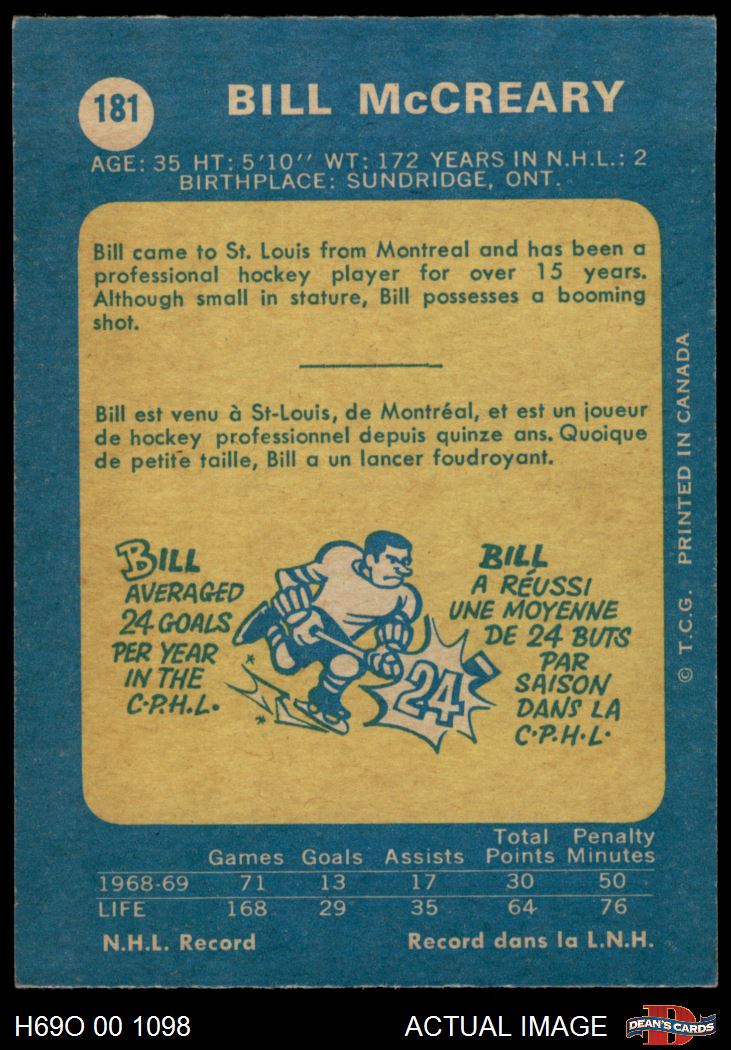 181
BILL McCREARY
AGE: 35 HT: 5'10'' WT: 172 YEARS IN N.H.L.: 2
BIRTHPLACE: SUNDRIDGE, ONT.
Bill came to St. Louis from Montreal and has been a
professional hockey player for over 15 years.
Although small in stature, Bill possesses a booming
shot.
Bill est venu à St-Louis, de Montréal, et est un joueur
de hockey professionnel depuis quinze ans. Quoique
de petite taille, Bill a un lancer foudroyant.
BILL
AVERAGED
24 GOALS
PER YEAR
IN THE
C.P.H.L.
24
BILL
A RÉUSSI
UNE MOYENNE
DE 24 BUTS
PAR
SAISON
DANS LA
C.P.H.L.
© T.C.G. PRINTED IN CANADA
Games Goals Assists Total Points Penalty Minutes
1968-69 71 13 17 30 50
LIFE 168 29 35 64 76
N.H.L. Record Record dans la L.N.H.
H69O 00 1098 ACTUAL IMAGE
D
DEAN'S CARDS